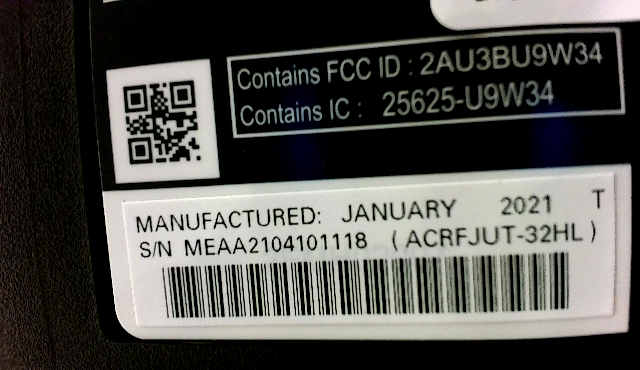 Contains FCC ID : 2AU3BU9W34
Contains IC : 25625-U9W34
MANUFACTURED: JANUARY 2021 T
S/N MEAA2104101118 ( ACRFJUT-32HL )